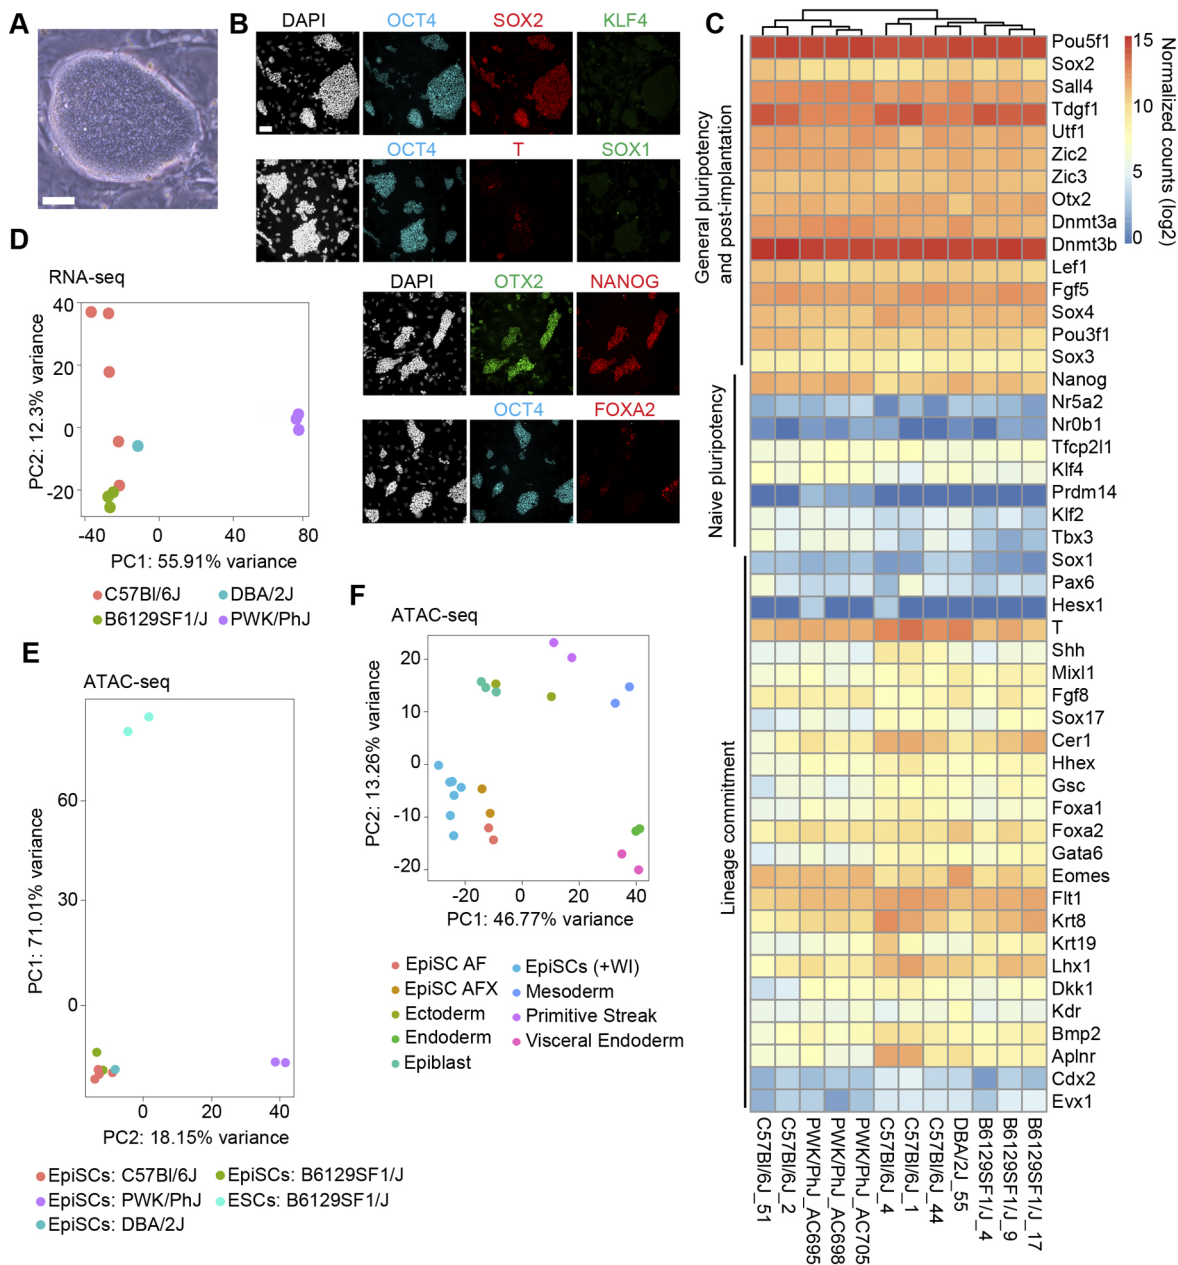 A
B
DAPI
OCT4
SOX2
KLF4
OCT4
T
SOX1
DAPI
OTX2
NANOG
OCT4
FOXA2
C
General pluripotency
and post-implantation
Naive pluripotency
Lineage commitment
Pou5f1
Sox2
Sall4
Tdgf1
Utf1
Zic2
Zic3
Otx2
Dnmt3a
Dnmt3b
Lef1
Fgf5
Sox4
Pou3f1
Sox3
Nanog
Nr5a2
Nr0b1
Tfcp2l1
Klf4
Prdm14
Klf2
Tbx3
Sox1
Pax6
Hesx1
T
Shh
Mixl1
Fgf8
Sox17
Cer1
Hhex
Gsc
Foxa1
Foxa2
Gata6
Eomes
Flt1
Krt8
Krt19
Lhx1
Dkk1
Kdr
Bmp2
Aplnr
Cdx2
Evx1
C57Bl/6J_51
C57Bl/6J_2
PWK/PhJ_AC695
PWK/PhJ_AC698
PWK/PhJ_AC705
C57Bl/6J_4
C57Bl/6J_1
C57Bl/6J_44
DBA/2J_55
B6129SF1/J_4
B6129SF1/J_9
B6129SF1/J_17
15
10
5
0
Normalized counts (log2)
D
RNA-seq
PC2: 12.3% variance
40
20
0
-20
-40
0
40
80
PC1: 55.91% variance
C57Bl/6J
DBA/2J
B6129SF1/J
PWK/PhJ
E
ATAC-seq
PC1: 71.01% variance
60
30
0
0
20
40
PC2: 18.15% variance
EpiSCs: C57Bl/6J
EpiSCs: B6129SF1/J
EpiSCs: PWK/PhJ
ESCs: B6129SF1/J
EpiSCs: DBA/2J
F
ATAC-seq
PC2: 13.26% variance
20
10
0
-10
-20
-20
0
20
40
PC1: 46.77% variance
EpiSC AF
EpiSCs (+WI)
EpiSC AFX
Mesoderm
Ectoderm
Primitive Streak
Endoderm
Visceral Endoderm
Epiblast